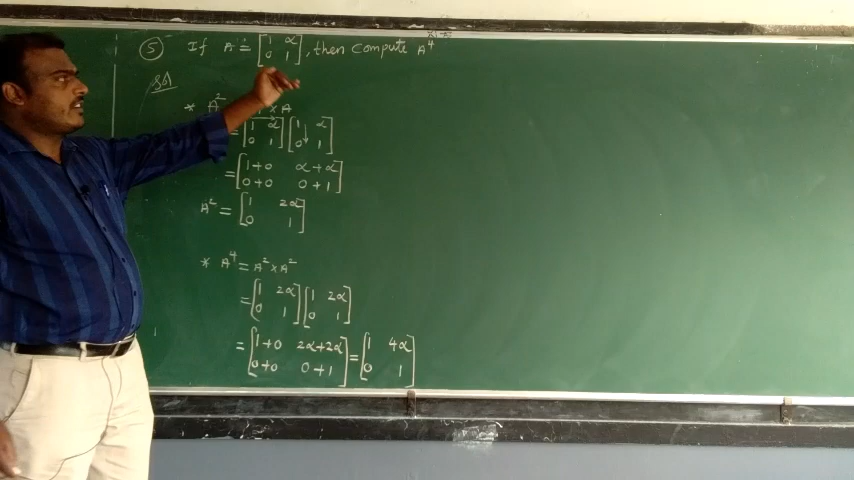 5 If A = [1 α 0 1], then compute A⁴
Sol
* A² = A × A
= [1 α 0 1] [1 α 0 1]
= [1+0 α+α 0+0 0+1]
A² = [1 2α 0 1]
* A⁴ = A² × A²
= [1 2α 0 1] [1 2α 0 1]
= [1+0 2α+2α 0+0 0+1] = [1 4α 0 1]